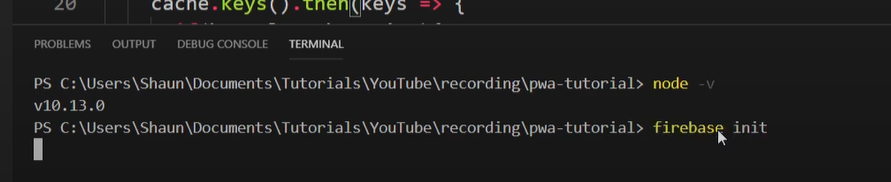 20 cache.keys().then(keys => {
PROBLEMS OUTPUT DEBUG CONSOLE TERMINAL
PS C:\Users\Shaun\Documents\Tutorials\YouTube\recording\pwa-tutorial> node -v
v10.13.0
PS C:\Users\Shaun\Documents\Tutorials\YouTube\recording\pwa-tutorial> firebase init